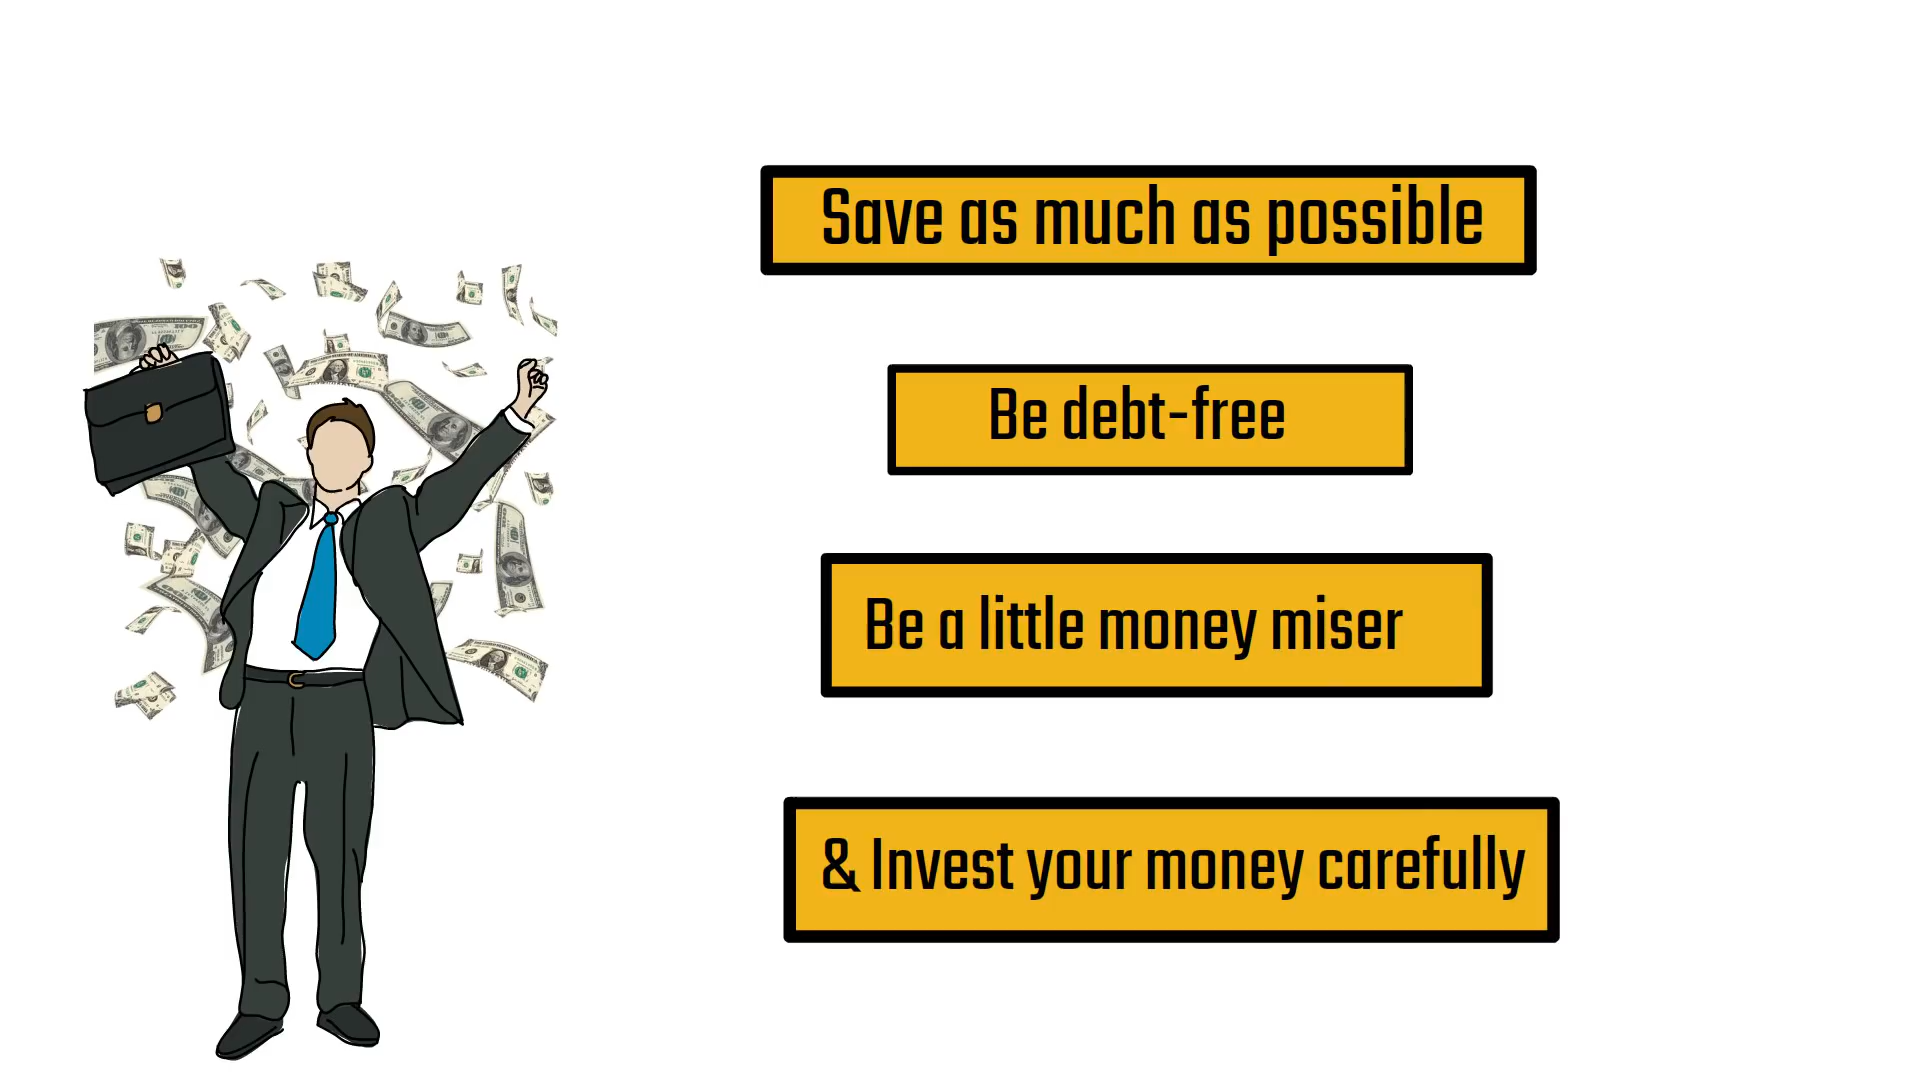 Save as much as possible
Be debt-free
Be a little money miser
& Invest your money carefully